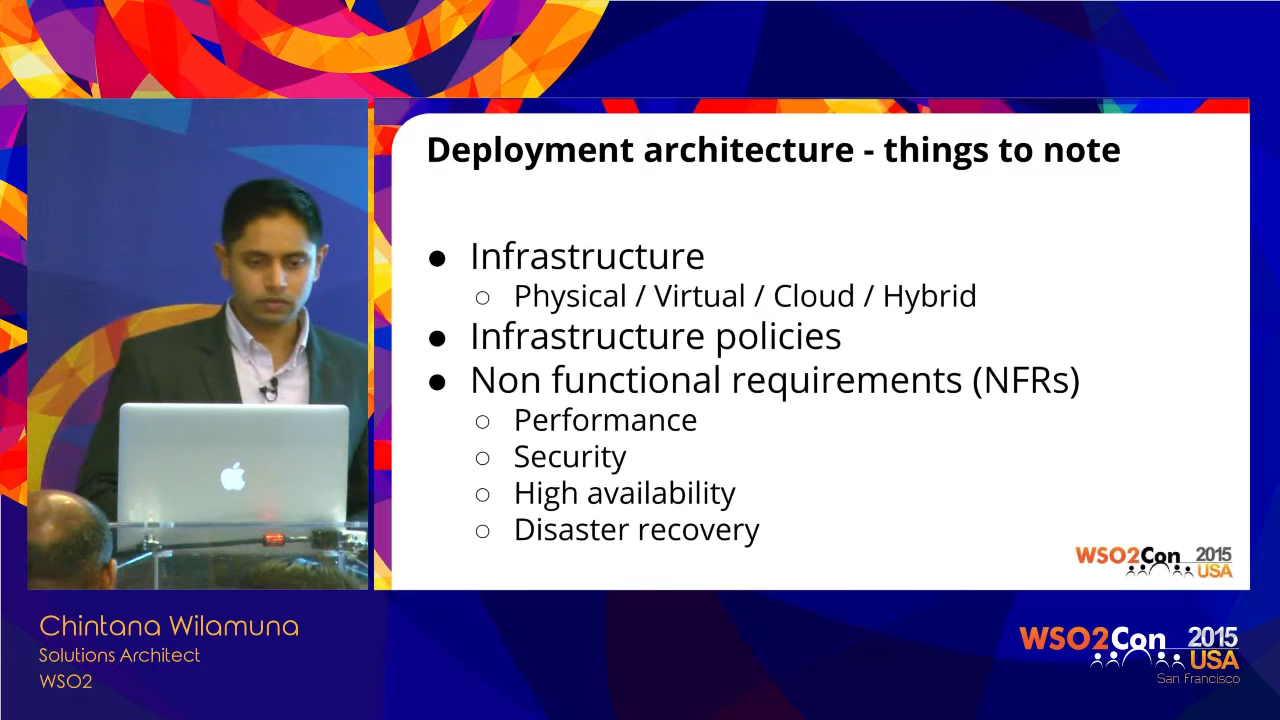 Deployment architecture - things to note
● Infrastructure
○ Physical / Virtual / Cloud / Hybrid
● Infrastructure policies
● Non functional requirements (NFRs)
○ Performance
○ Security
○ High availability
○ Disaster recovery
WSO2Con 2015
USA
Chintana Wilamuna
Solutions Architect
WSO2
WSO2Con 2015
USA
San Francisco